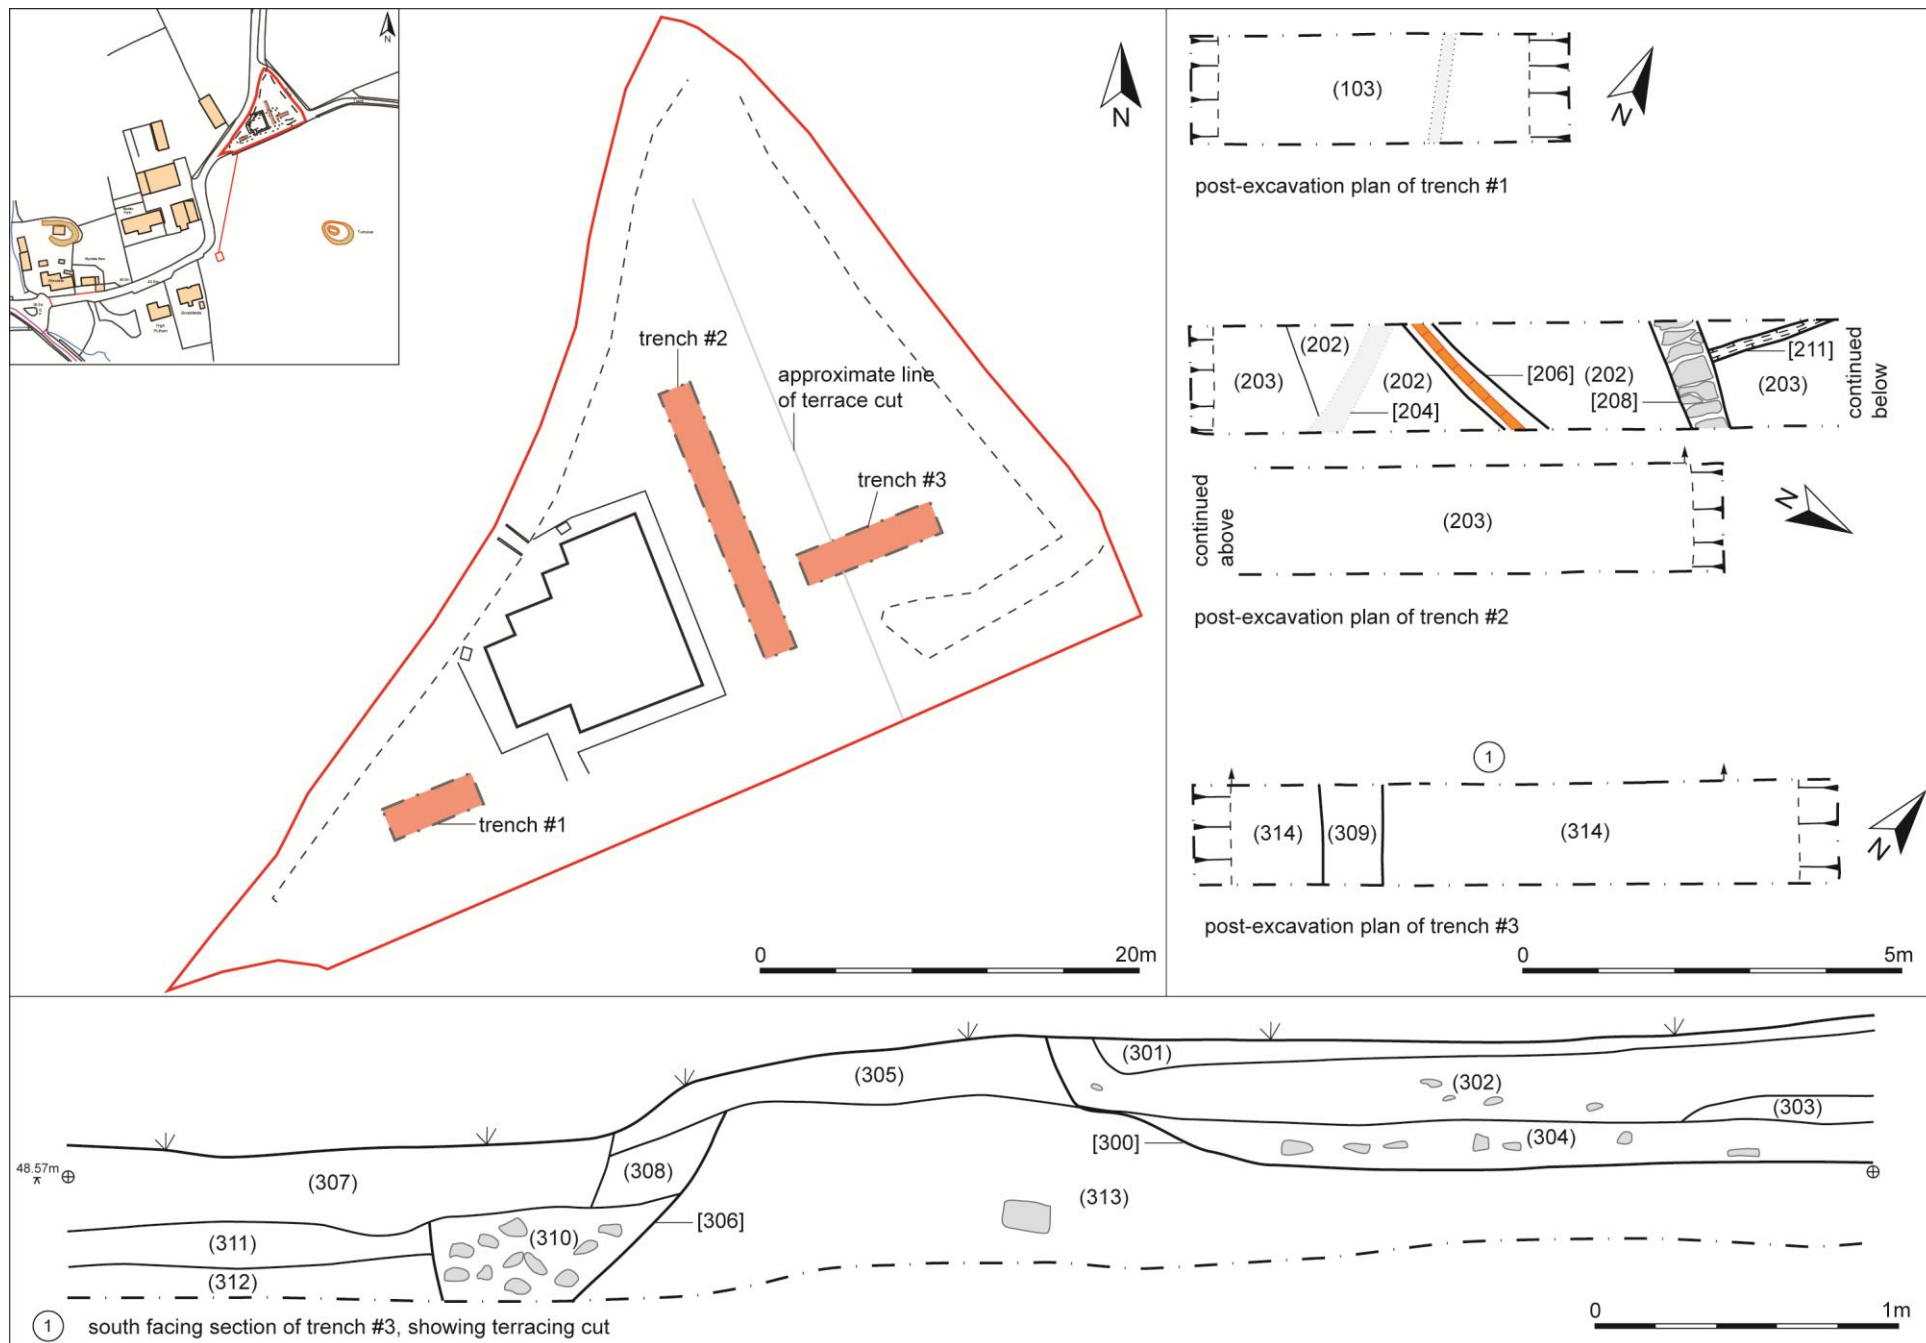 N
Tumulus
N
trench #2
approximate line
of terrace cut
trench #3
trench #1
0 20m
(103)
N
post-excavation plan of trench #1
(203)
(202)
(202)
[204]
[206]
(202)
[208]
[211]
(203)
continued
below
continued
above
(203)
N
post-excavation plan of trench #2
1
(314)
(309)
(314)
N
post-excavation plan of trench #3
0 5m
(301)
(305)
(302)
(303)
[300]
(304)
(308)
48.57m
(307)
(313)
[306]
(310)
(311)
(312)
0 1m
1 south facing section of trench #3, showing terracing cut